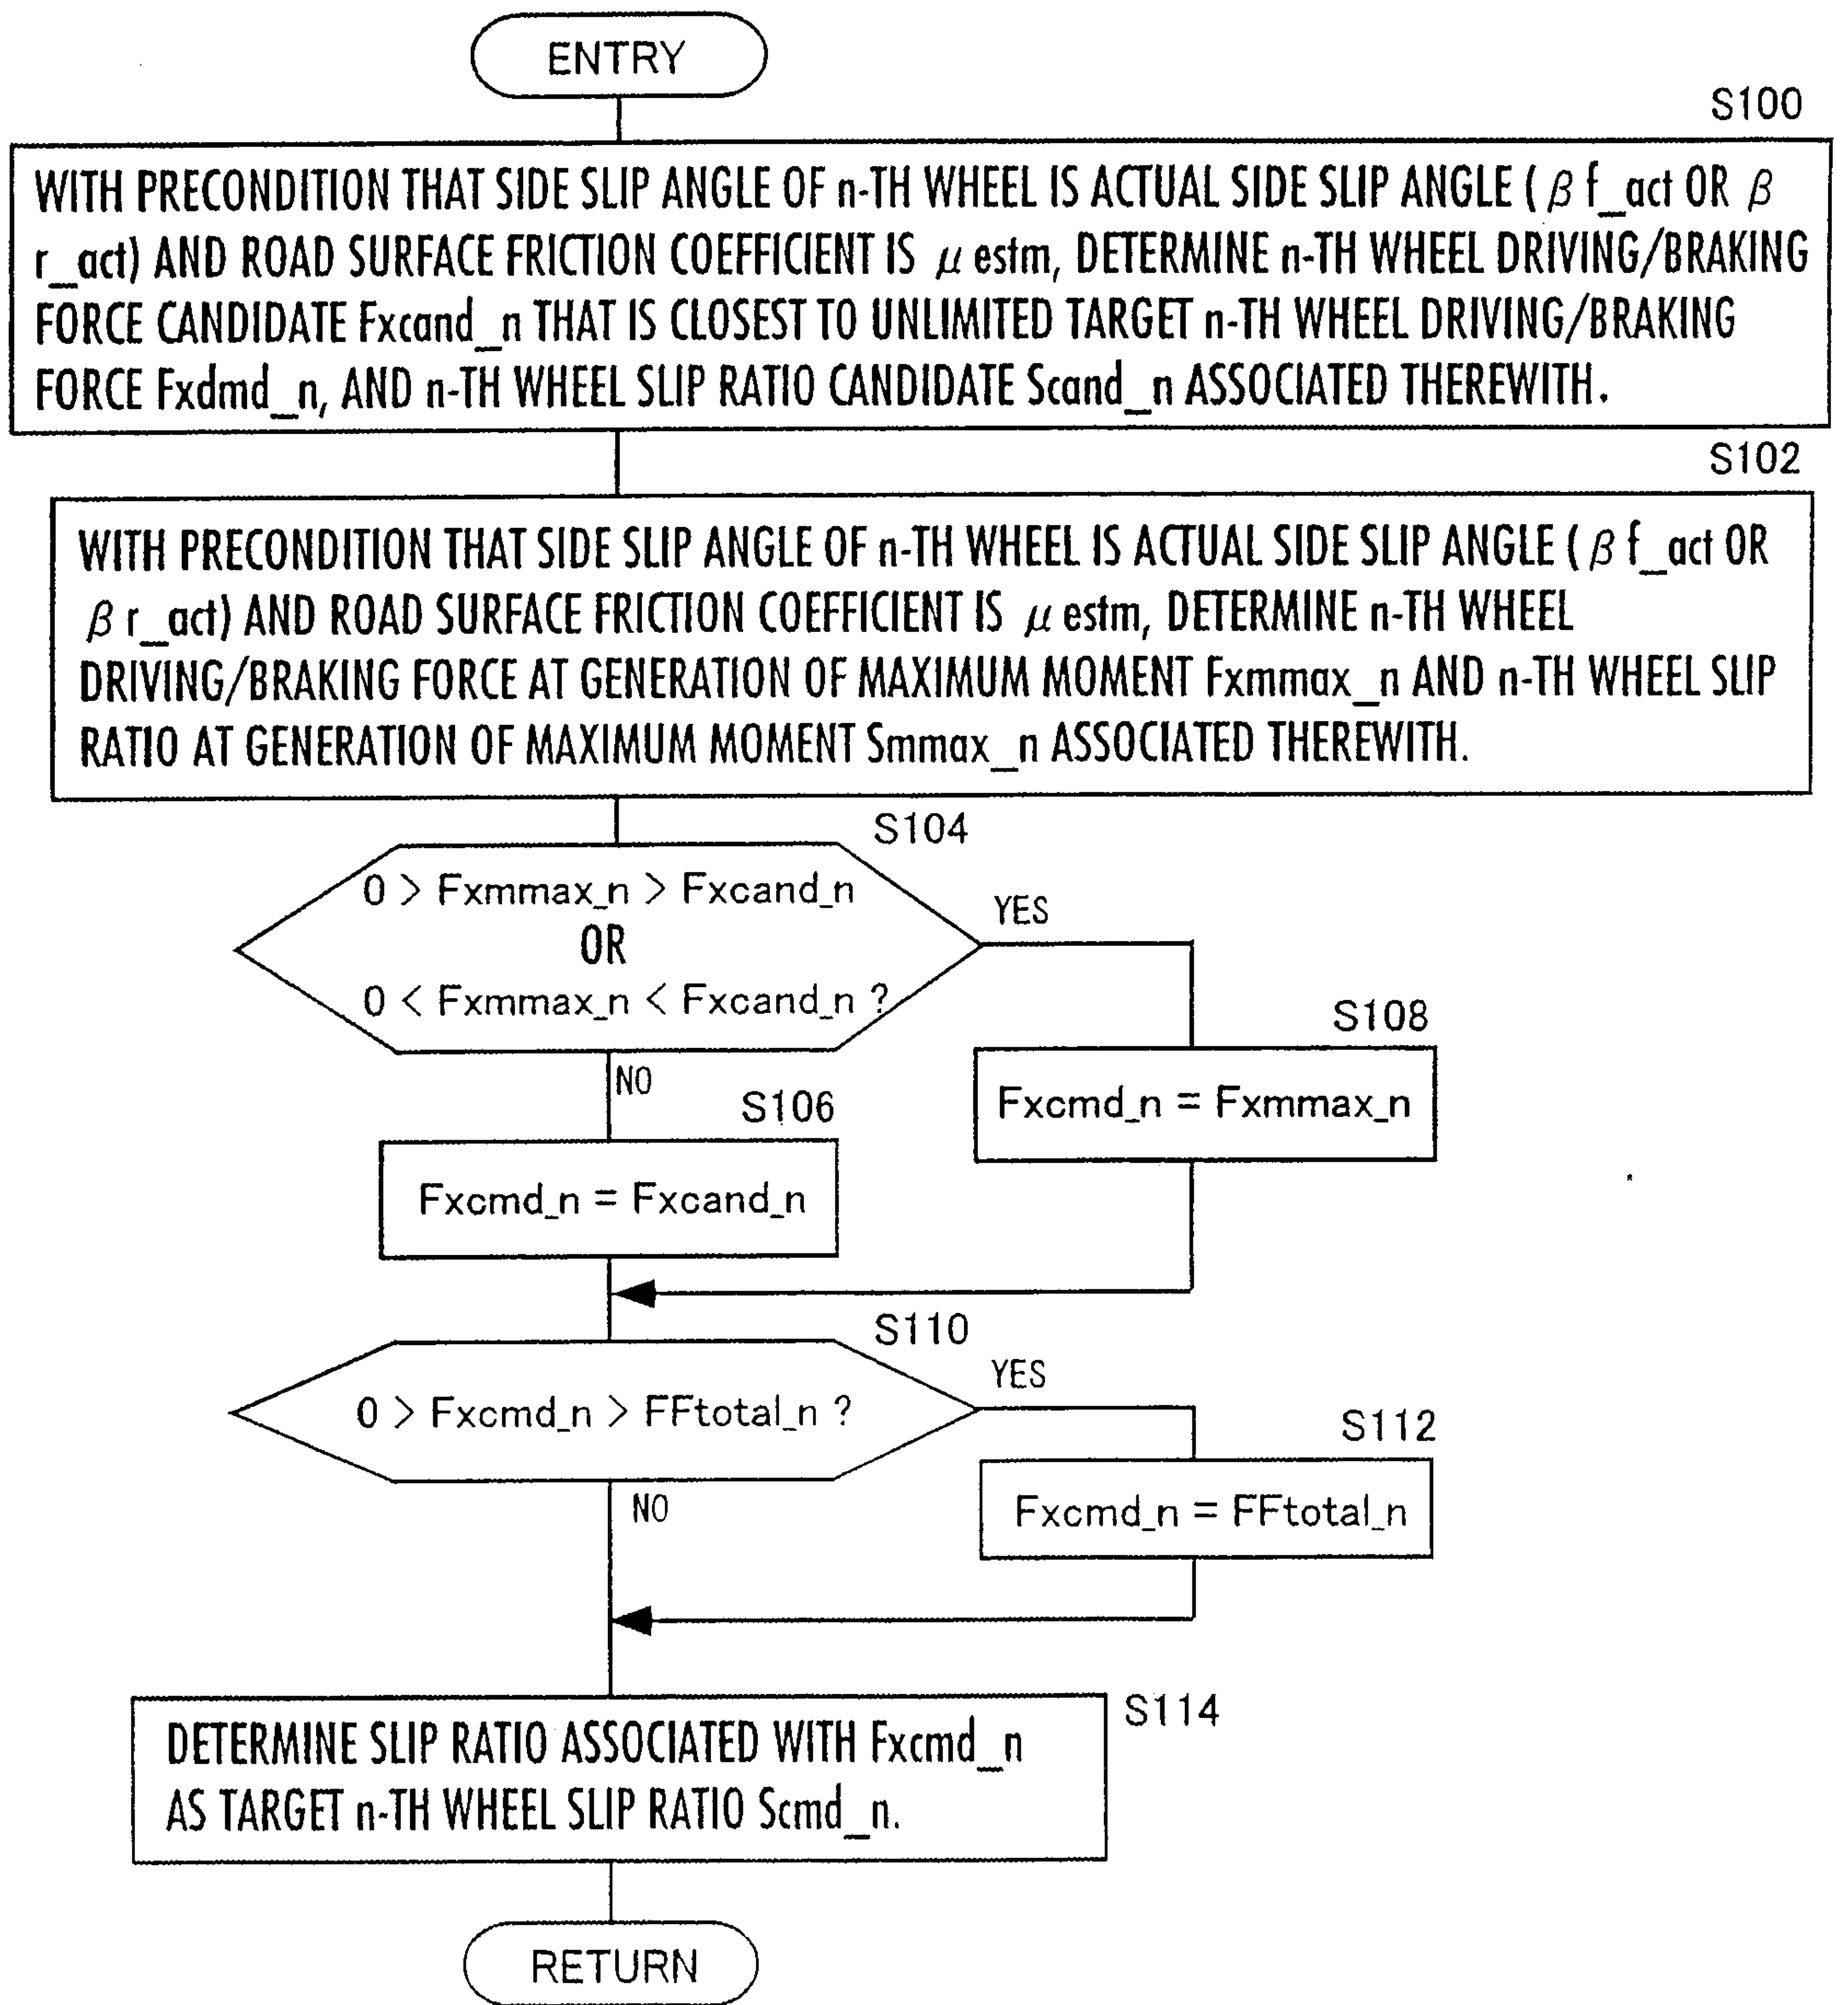 ENTRY
S100
WITH PRECONDITION THAT SIDE SLIP ANGLE OF n-TH WHEEL IS ACTUAL SIDE SLIP ANGLE ( β f_act OR β
r_act) AND ROAD SURFACE FRICTION COEFFICIENT IS μ estm, DETERMINE n-TH WHEEL DRIVING/BRAKING
FORCE CANDIDATE Fxcand_n THAT IS CLOSEST TO UNLIMITED TARGET n-TH WHEEL DRIVING/BRAKING
FORCE Fxdmd_n, AND n-TH WHEEL SLIP RATIO CANDIDATE Scand_n ASSOCIATED THEREWITH.
S102
WITH PRECONDITION THAT SIDE SLIP ANGLE OF n-TH WHEEL IS ACTUAL SIDE SLIP ANGLE ( β f_act OR
β r_act) AND ROAD SURFACE FRICTION COEFFICIENT IS μ estm, DETERMINE n-TH WHEEL
DRIVING/BRAKING FORCE AT GENERATION OF MAXIMUM MOMENT Fxmmax_n AND n-TH WHEEL SLIP
RATIO AT GENERATION OF MAXIMUM MOMENT Smmax_n ASSOCIATED THEREWITH.
S104
0 > Fxmmax_n > Fxcand_n
OR
0 < Fxmmax_n < Fxcand_n ?
YES
S108
Fxcmd_n = Fxmmax_n
NO
S106
Fxcmd_n = Fxcand_n
S110
0 > Fxcmd_n > FFtotal_n ?
YES
S112
Fxcmd_n = FFtotal_n
NO
S114
DETERMINE SLIP RATIO ASSOCIATED WITH Fxcmd_n
AS TARGET n-TH WHEEL SLIP RATIO Scmd_n.
RETURN